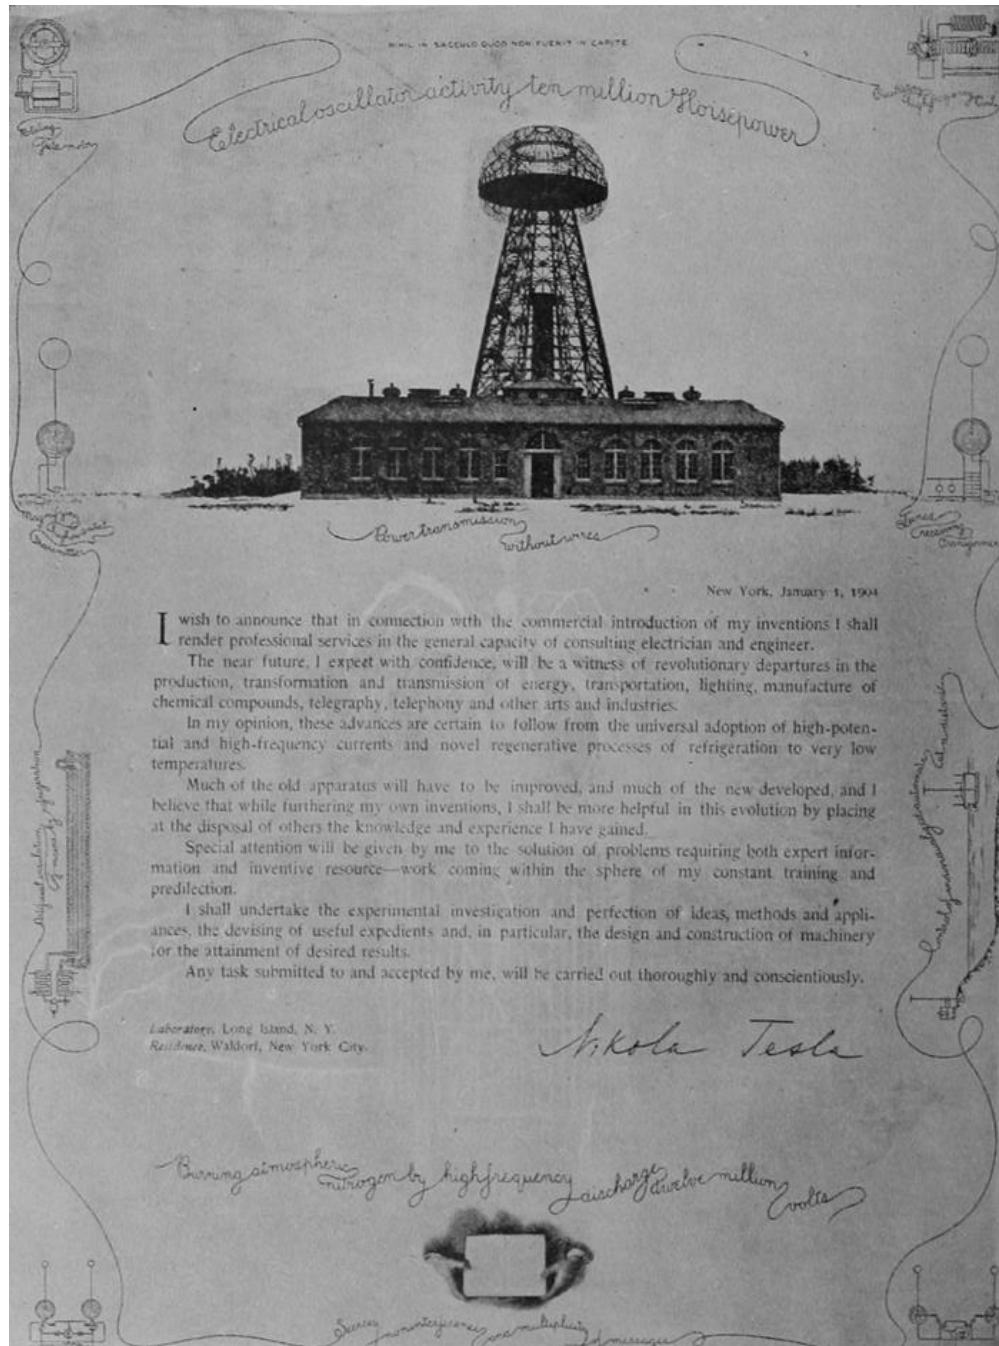 NIHIL IN SACCULO QUOD NON FUERIT IN CAPITE
Electrical oscillator activity ten million Horsepower
Power transmission
without wires
New York, January 1, 1904
I wish to announce that in connection with the commercial introduction of my inventions I shall
render professional services in the general capacity of consulting electrician and engineer.
The near future, I expect with confidence, will be a witness of revolutionary departures in the
production, transformation and transmission of energy, transportation, lighting, manufacture of
chemical compounds, telegraphy, telephony and other arts and industries.
In my opinion, these advances are certain to follow from the universal adoption of high-poten-
tial and high-frequency currents and novel regenerative processes of refrigeration to very low
temperatures.
Much of the old apparatus will have to be improved, and much of the new developed, and I
believe that while furthering my own inventions, I shall be more helpful in this evolution by placing
at the disposal of others the knowledge and experience I have gained.
Special attention will be given by me to the solution of problems requiring both expert infor-
mation and inventive resource—work coming within the sphere of my constant training and
predilection.
I shall undertake the experimental investigation and perfection of ideas, methods and appli-
ances, the devising of useful expedients and, in particular, the design and construction of machinery
for the attainment of desired results.
Any task submitted to and accepted by me, will be carried out thoroughly and conscientiously.
Laboratory, Long Island, N. Y.
Residence, Waldorf, New York City.
Nikola Tesla
Burning atmospheric
nitrogen by high frequency
discharge twelve million
volts
Secrecy noninterference and multiplicity of messages